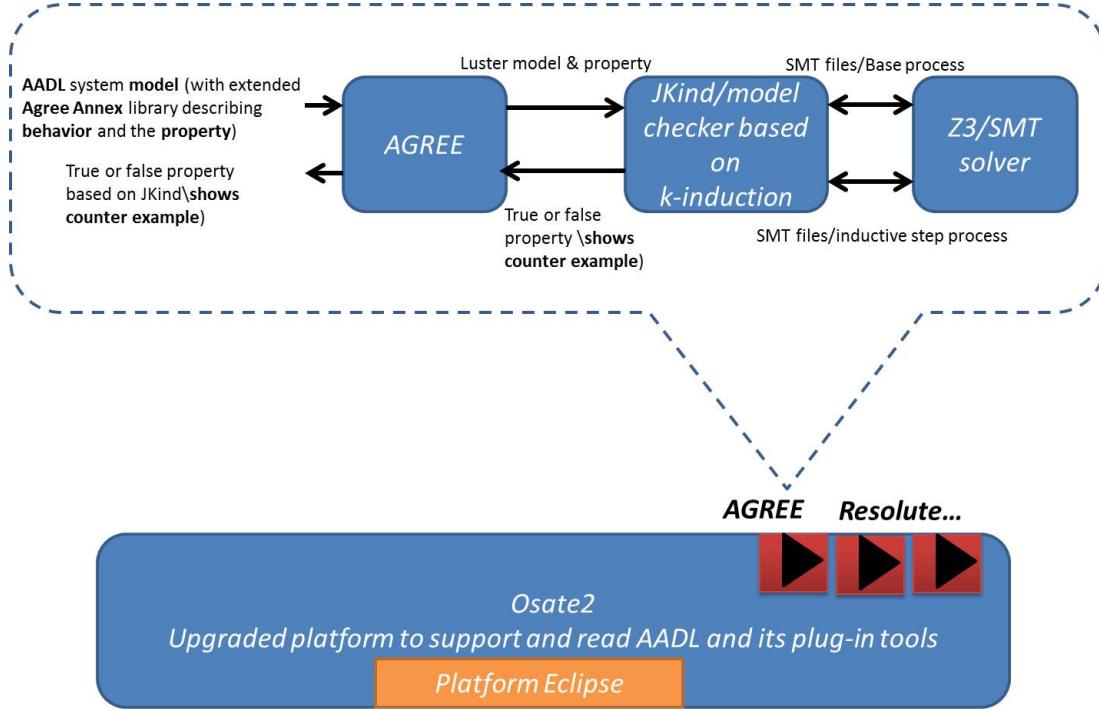 Luster model & property
SMT files/Base process
AADL system model (with extended
Agree Annex library describing
behavior and the property)
True or false property
based on JKind\shows
counter example)
AGREE
True or false
property \shows
counter example)
JKind/model
checker based
on
k-induction
Z3/SMT
solver
SMT files/inductive step process
AGREE
Resolute...
Osate2
Upgraded platform to support and read AADL and its plug-in tools
Platform Eclipse